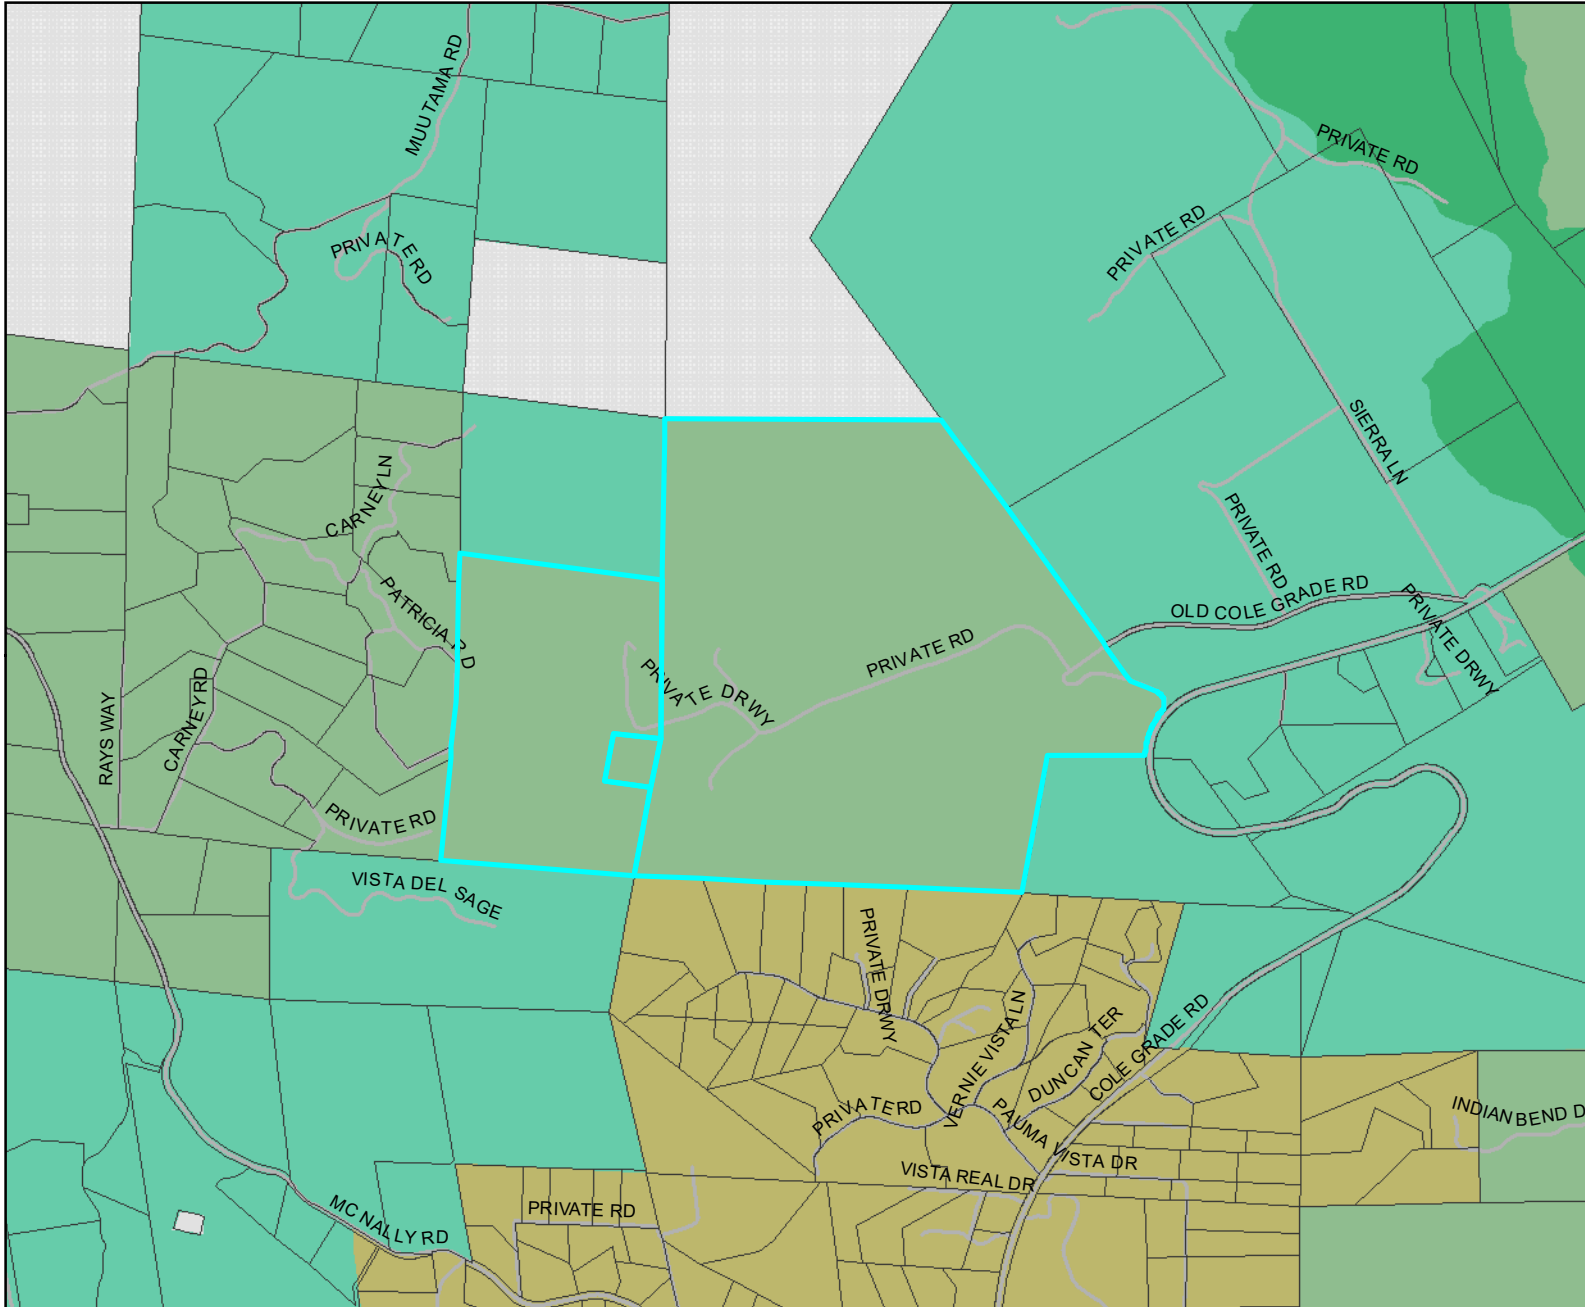 MUUTAMA RD
PRIVATE RD
PRIVATE RD
PRIVATE RD
SIERRA LN
CARNEY LN
PRIVATE RD
PATRICIA RD
OLD COLE GRADE RD
PRIVATE DRWY
PRIVATE RD
PRIVATE DRWY
CARNEY RD
RAYS WAY
PRIVATE RD
VISTA DEL SAGE
PRIVATE DRWY
VERNIE VISTA LN
DUNCAN TER
COLE GRADE RD
PRIVATE RD
PAUMA VISTA DR
INDIAN BEND D
VISTA REAL DR
PRIVATE RD
MC NALLY RD